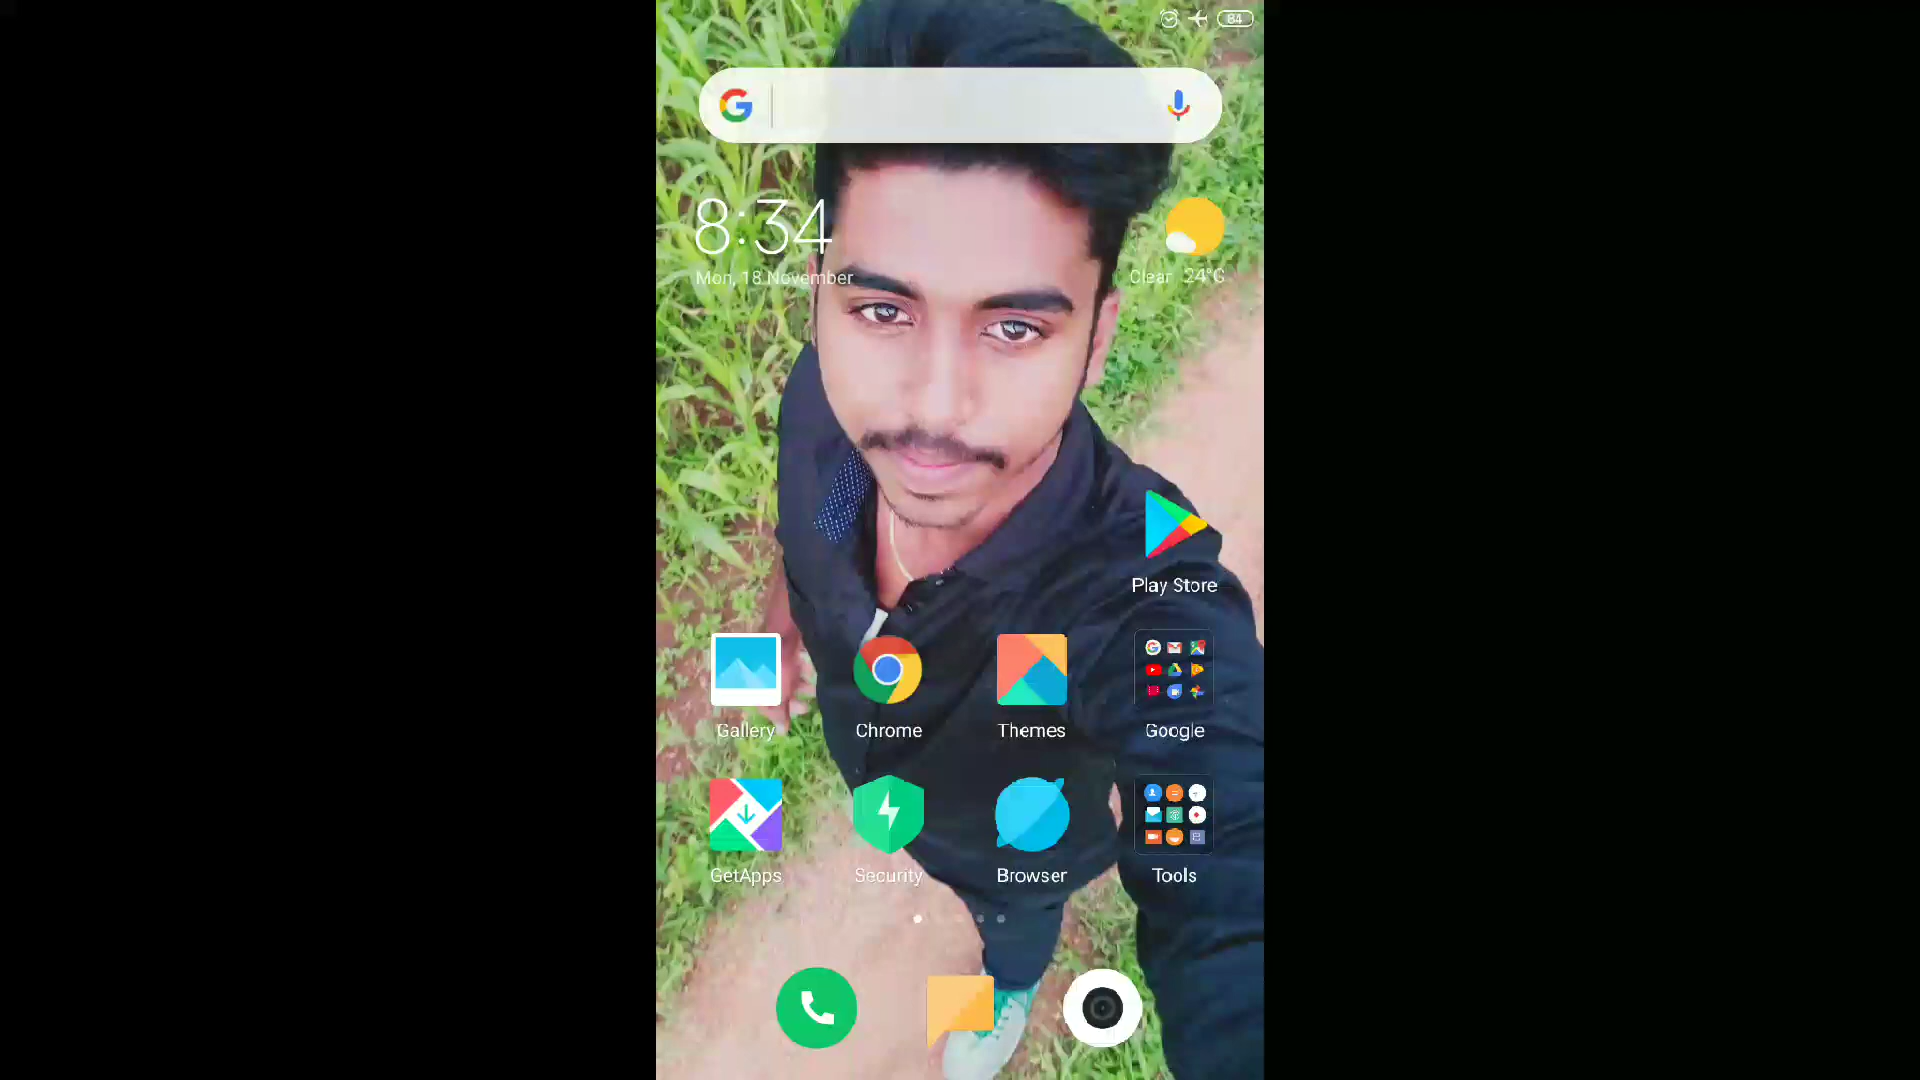 84
8:34
Mon, 18 November
Clear 24°C
Play Store
Gallery
Chrome
Themes
Google
GetApps
Security
Browser
Tools